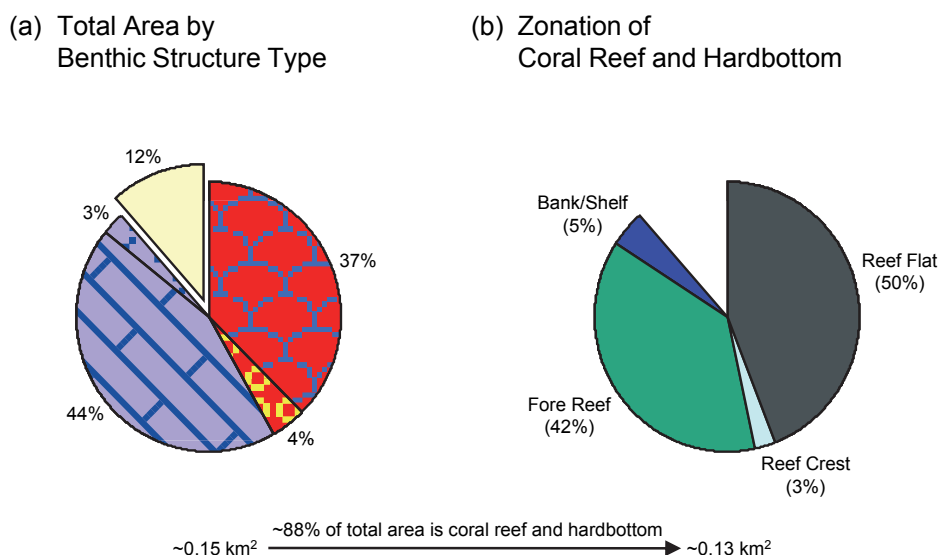 (a) Total Area by
Benthic Structure Type
(b) Zonation of
Coral Reef and Hardbottom
12%
3%
37%
44%
4%
Bank/Shelf
(5%)
Reef Flat
(50%)
Fore Reef
(42%)
Reef Crest
(3%)
~88% of total area is coral reef and hardbottom
~0.15 km²
~0.13 km²